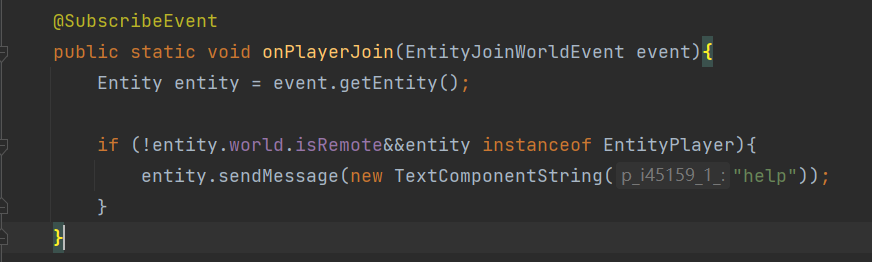 @SubscribeEvent
public static void onPlayerJoin(EntityJoinWorldEvent event){
    Entity entity = event.getEntity();
    if (!entity.world.isRemote&&entity instanceof EntityPlayer){
        entity.sendMessage(new TextComponentString( p_i45159_1_: "help"));
    }
}